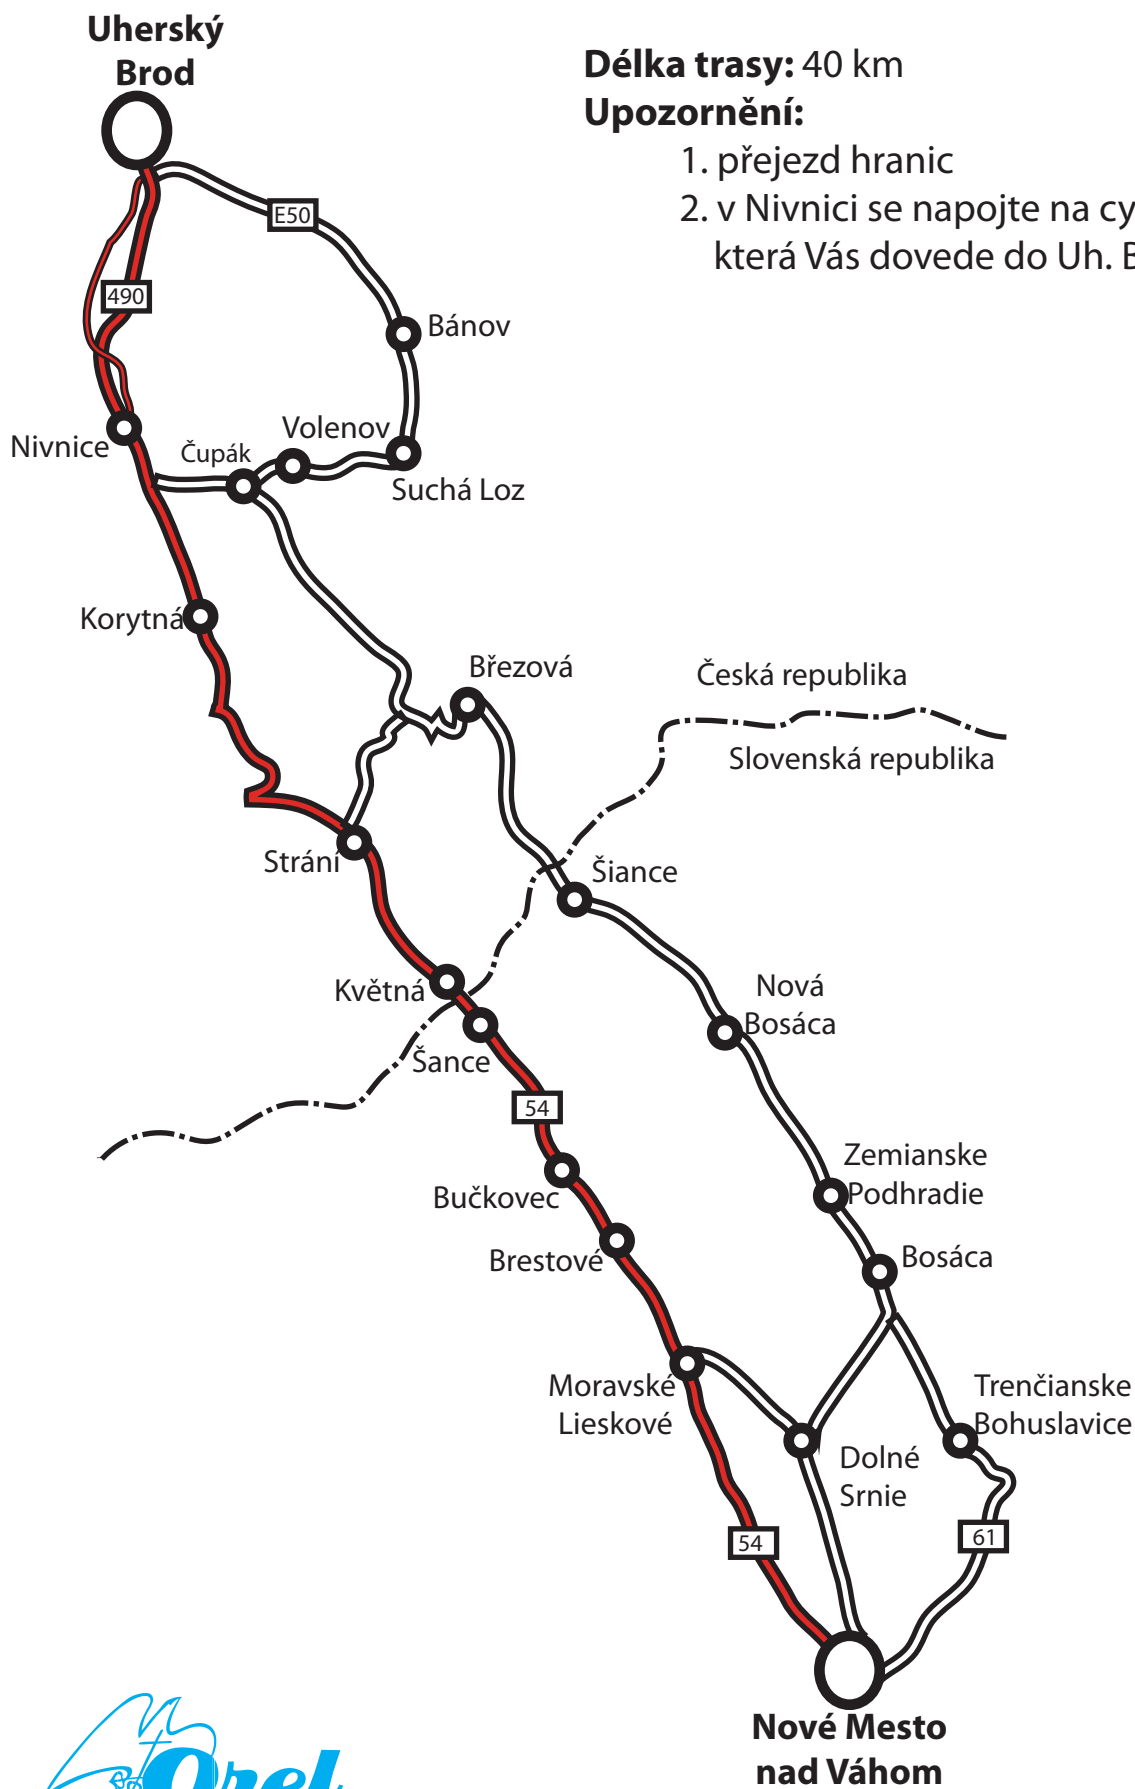 Uherský
Brod
Délka trasy: 40 km
Upozornění:
1. přejezd hranic
2. v Nivnici se napojte na
která Vás dovede do Uh.
E50
490
Bánov
Volenov
Čupák
Nivnice
Suchá Loz
Korytná
Březová
Česká republika
Slovenská republika
Strání
Šiance
Květná
Nová
Bosáca
Šance
54
Zemianske
Podhradie
Bučkovec
Bosáca
Brestové
Moravské
Lieskové
Trenčianske
Bohuslavice
Dolné
Srnie
54
61
Orel
Nové Mesto
nad Váhom